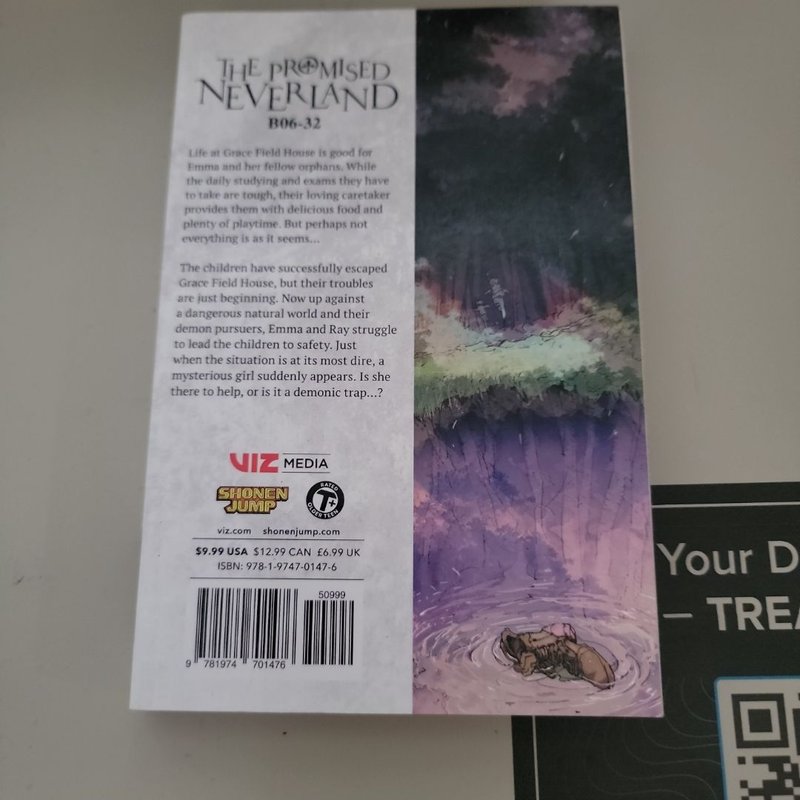 THE PROMISED
NEVERLAND
B06-32
Life at Grace Field House is good for
Emma and her fellow orphans. While
the daily studying and exams they have
to take are tough, their loving caretaker
provides them with delicious food and
plenty of playtime. But perhaps not
everything is as it seems...
The children have successfully escaped
Grace Field House, but their troubles
are just beginning. Now up against
a dangerous natural world and their
demon pursuers, Emma and Ray struggle
to lead the children to safety. Just
when the situation is at its most dire, a
mysterious girl suddenly appears. Is she
there to help, or is it a demonic trap...?
VIZ MEDIA
SHONEN
JUMP
RATED
T+
OLDER TEEN
viz.com shonenjump.com
$9.99 USA $12.99 CAN £6.99 UK
ISBN: 978-1-9747-0147-6
50999
9 781974 701476
Your D
— TREA